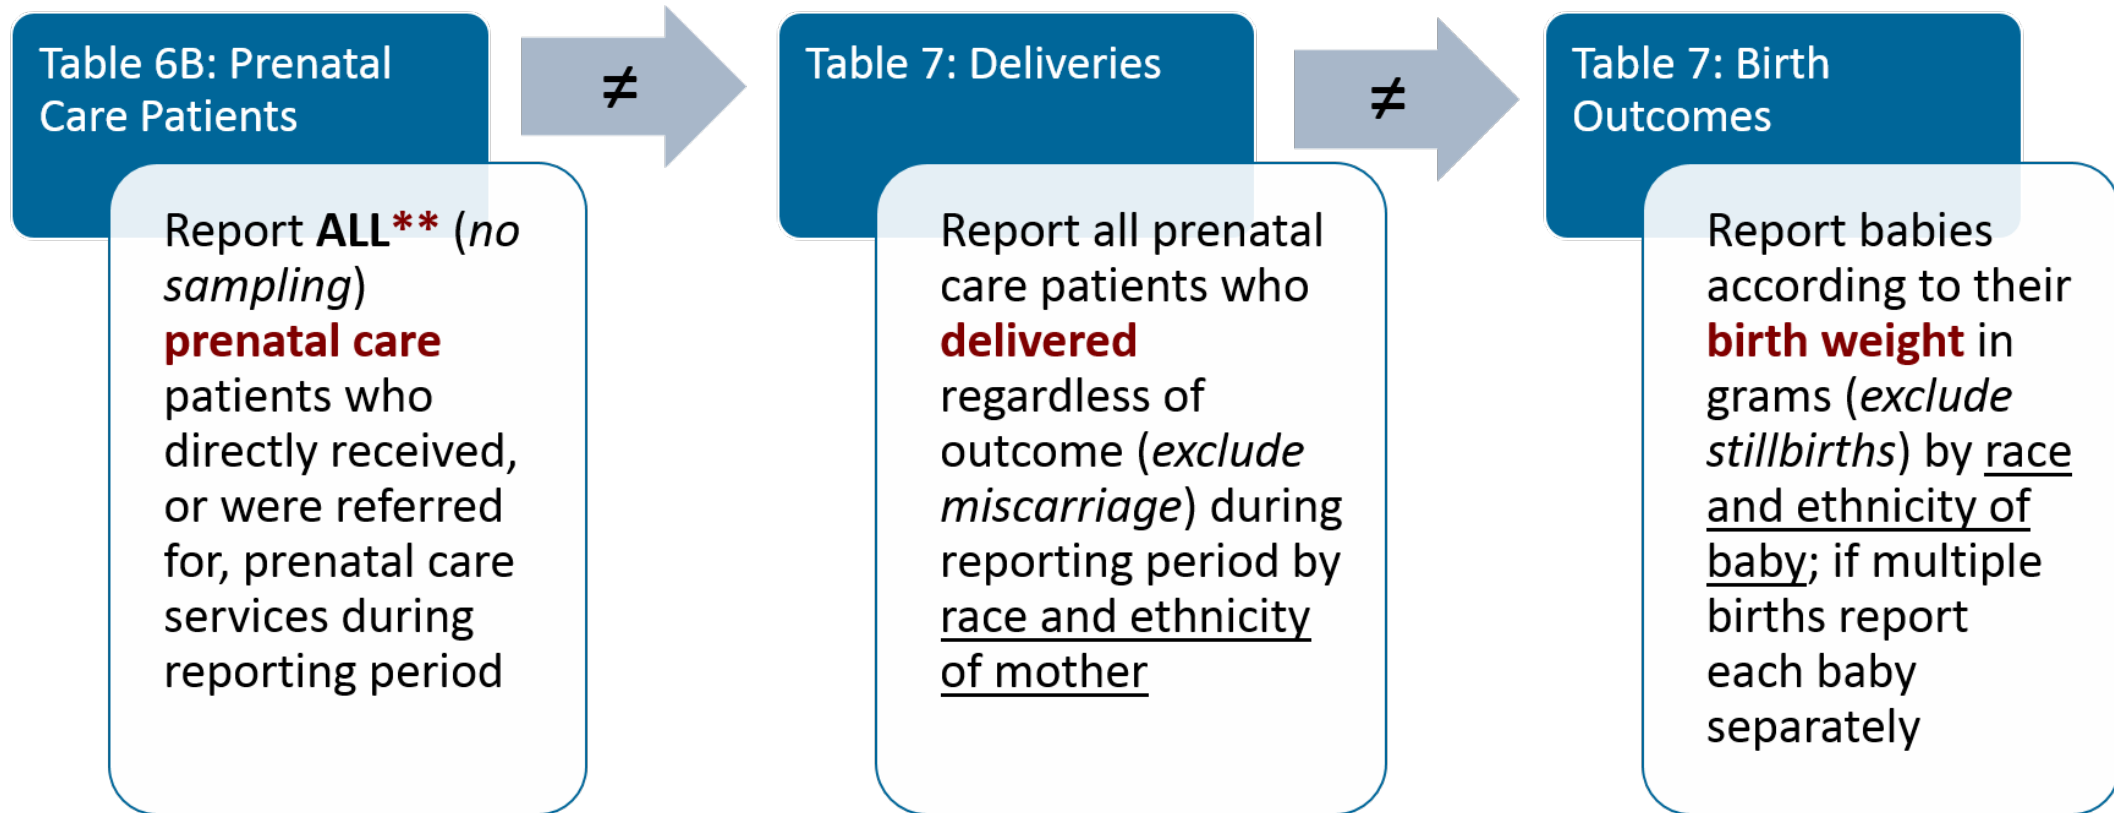 Table 6B: Prenatal
Care Patients
Report ALL** (no
sampling)
prenatal care
patients who
directly received,
or were referred
for, prenatal care
services during
reporting period
≠
Table 7: Deliveries
Report all prenatal
care patients who
delivered
regardless of
outcome (exclude
miscarriage) during
reporting period by
race and ethnicity
of mother
≠
Table 7: Birth
Outcomes
Report babies
according to their
birth weight in
grams (exclude
stillbirths) by race
and ethnicity of
baby; if multiple
births report
each baby
separately